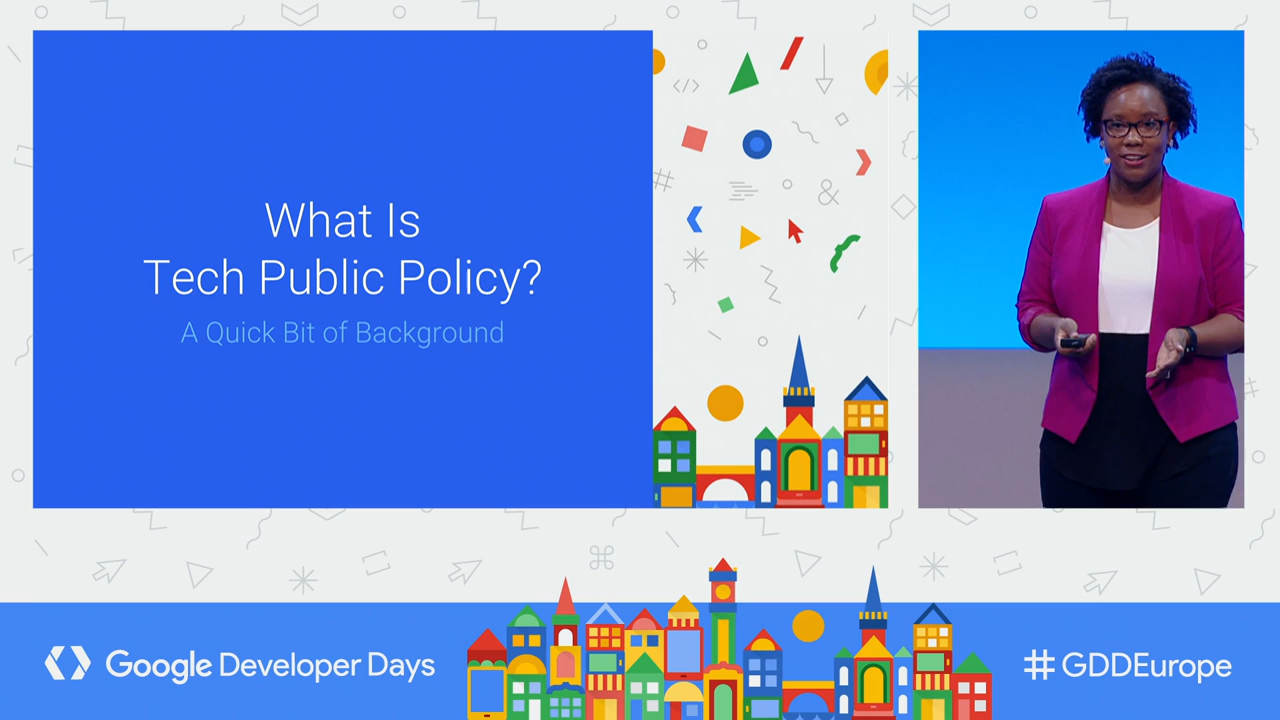 What Is
Tech Public Policy?
A Quick Bit of Background
Google Developer Days
#GDDEurope